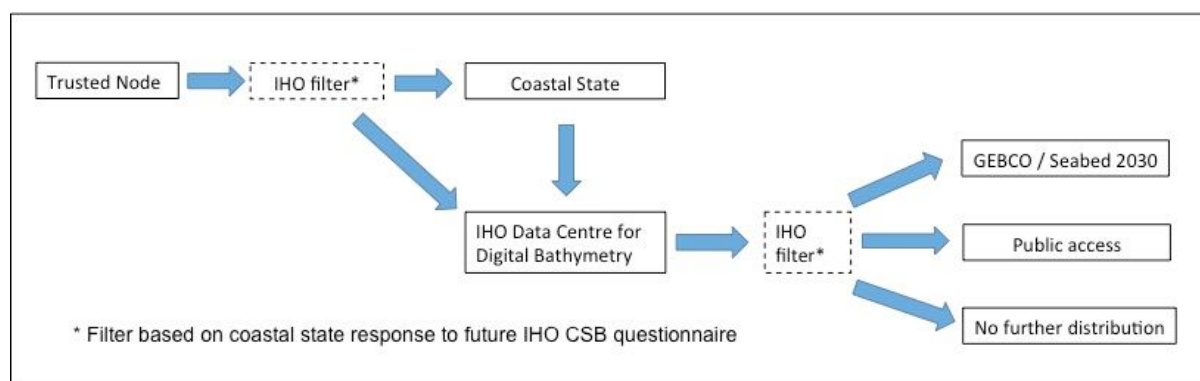 Trusted Node
IHO filter*
Coastal State
GEBCO / Seabed 2030
IHO Data Centre for
Digital Bathymetry
IHO
filter*
Public access
No further distribution
* Filter based on coastal state response to future IHO CSB questionnaire